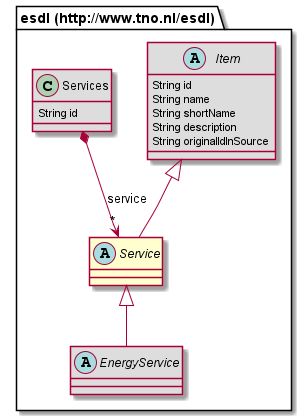 esdl (http://www.tno.nl/esdl)
C Services
String id
A Item
String id
String name
String shortName
String description
String originalIdInSource
service
*
A Service
A EnergyService